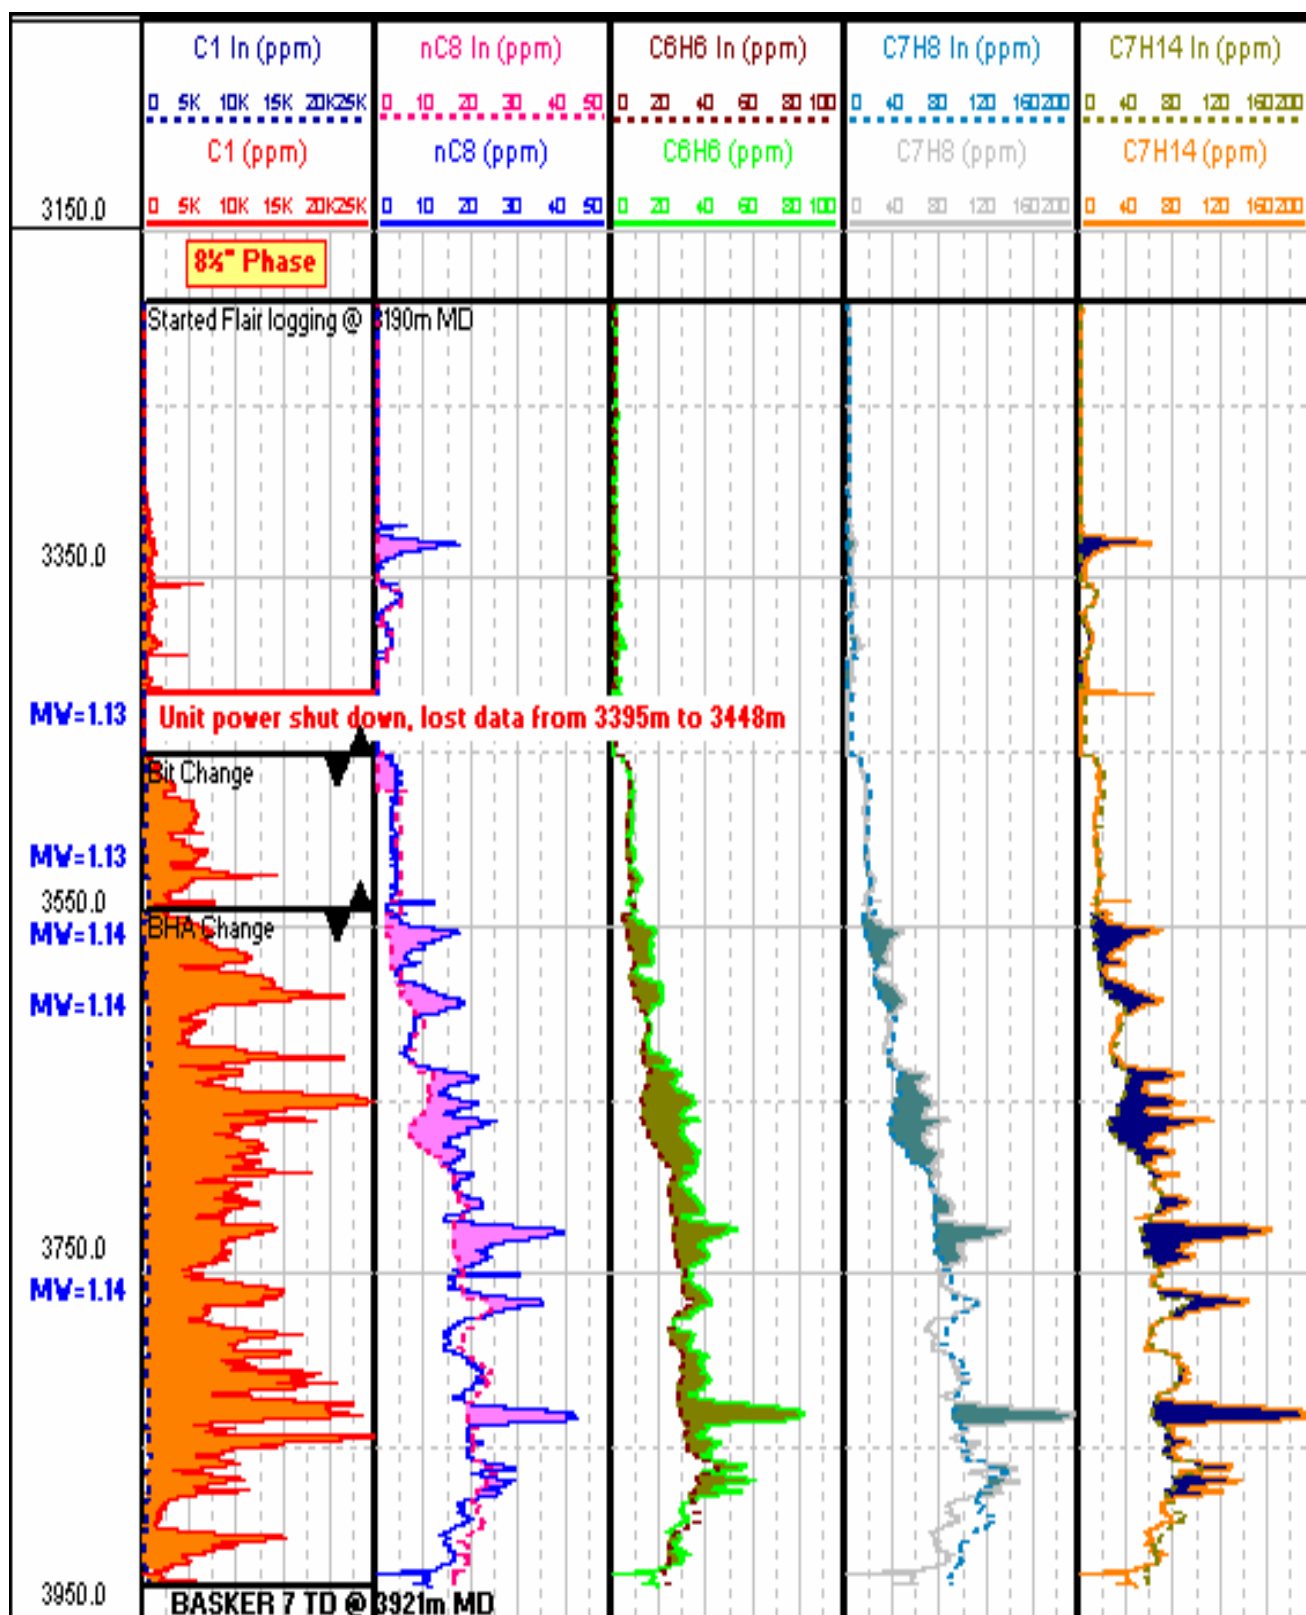 C1 In (ppm) nC8 In (ppm) C6H6 In (ppm) C7H8 In (ppm) C7H14 In (ppm)
0 5K 10K 15K 20K25K 0 10 20 30 40 50 0 20 40 60 80 100 0 40 80 120 160 200 0 40 80 120 160 200
C1 (ppm) nC8 (ppm) C6H6 (ppm) C7H8 (ppm) C7H14 (ppm)
3150.0 0 5K 10K 15K 20K25K 0 10 20 30 40 50 0 20 40 60 80 100 0 40 80 120 160 200 0 40 80 120 160 200
8½" Phase
Started Flair logging @ 3190m MD
3350.0
MW=1.13 Unit power shut down, lost data from 3395m to 3448m
Bit Change
MW=1.13
3550.0
MW=1.14 BHA Change
MW=1.14
3750.0
MW=1.14
3950.0 BASKER 7 TD @ 3921m MD